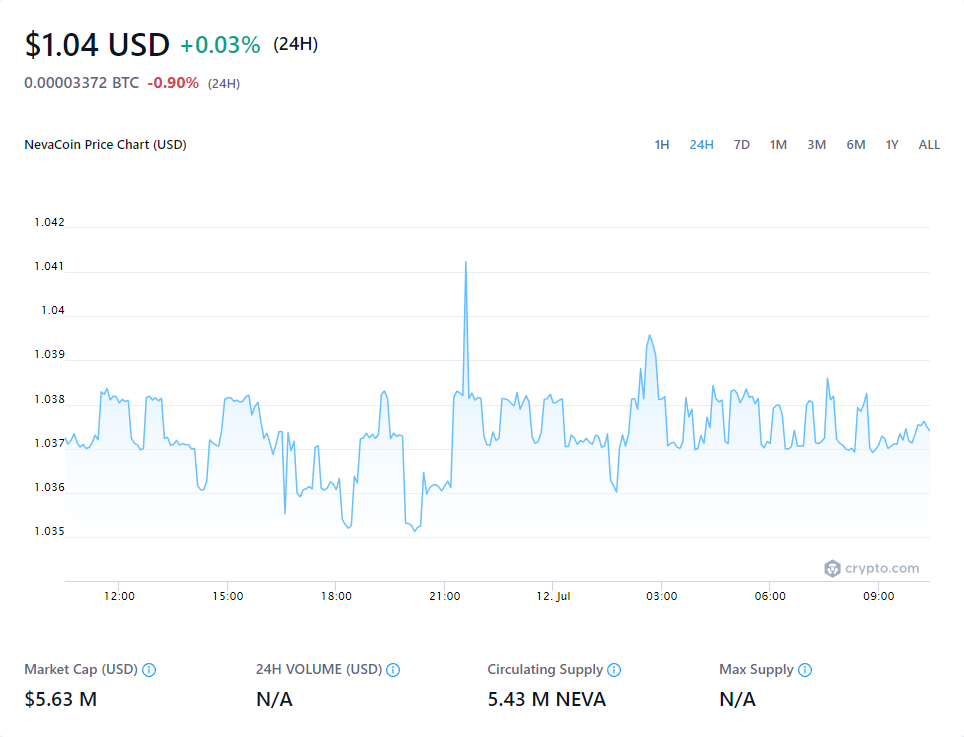 $1.04 USD +0.03% (24H)
0.00003372 BTC -0.90% (24H)
NevaCoin Price Chart (USD) 1H 24H 7D 1M 3M 6M 1Y ALL
1.042
1.041
1.04
1.039
1.038
1.037
1.036
1.035
crypto.com
12:00 15:00 18:00 21:00 12. Jul 03:00 06:00 09:00
Market Cap (USD) 24H VOLUME (USD) Circulating Supply Max Supply
$5.63 M N/A 5.43 M NEVA N/A